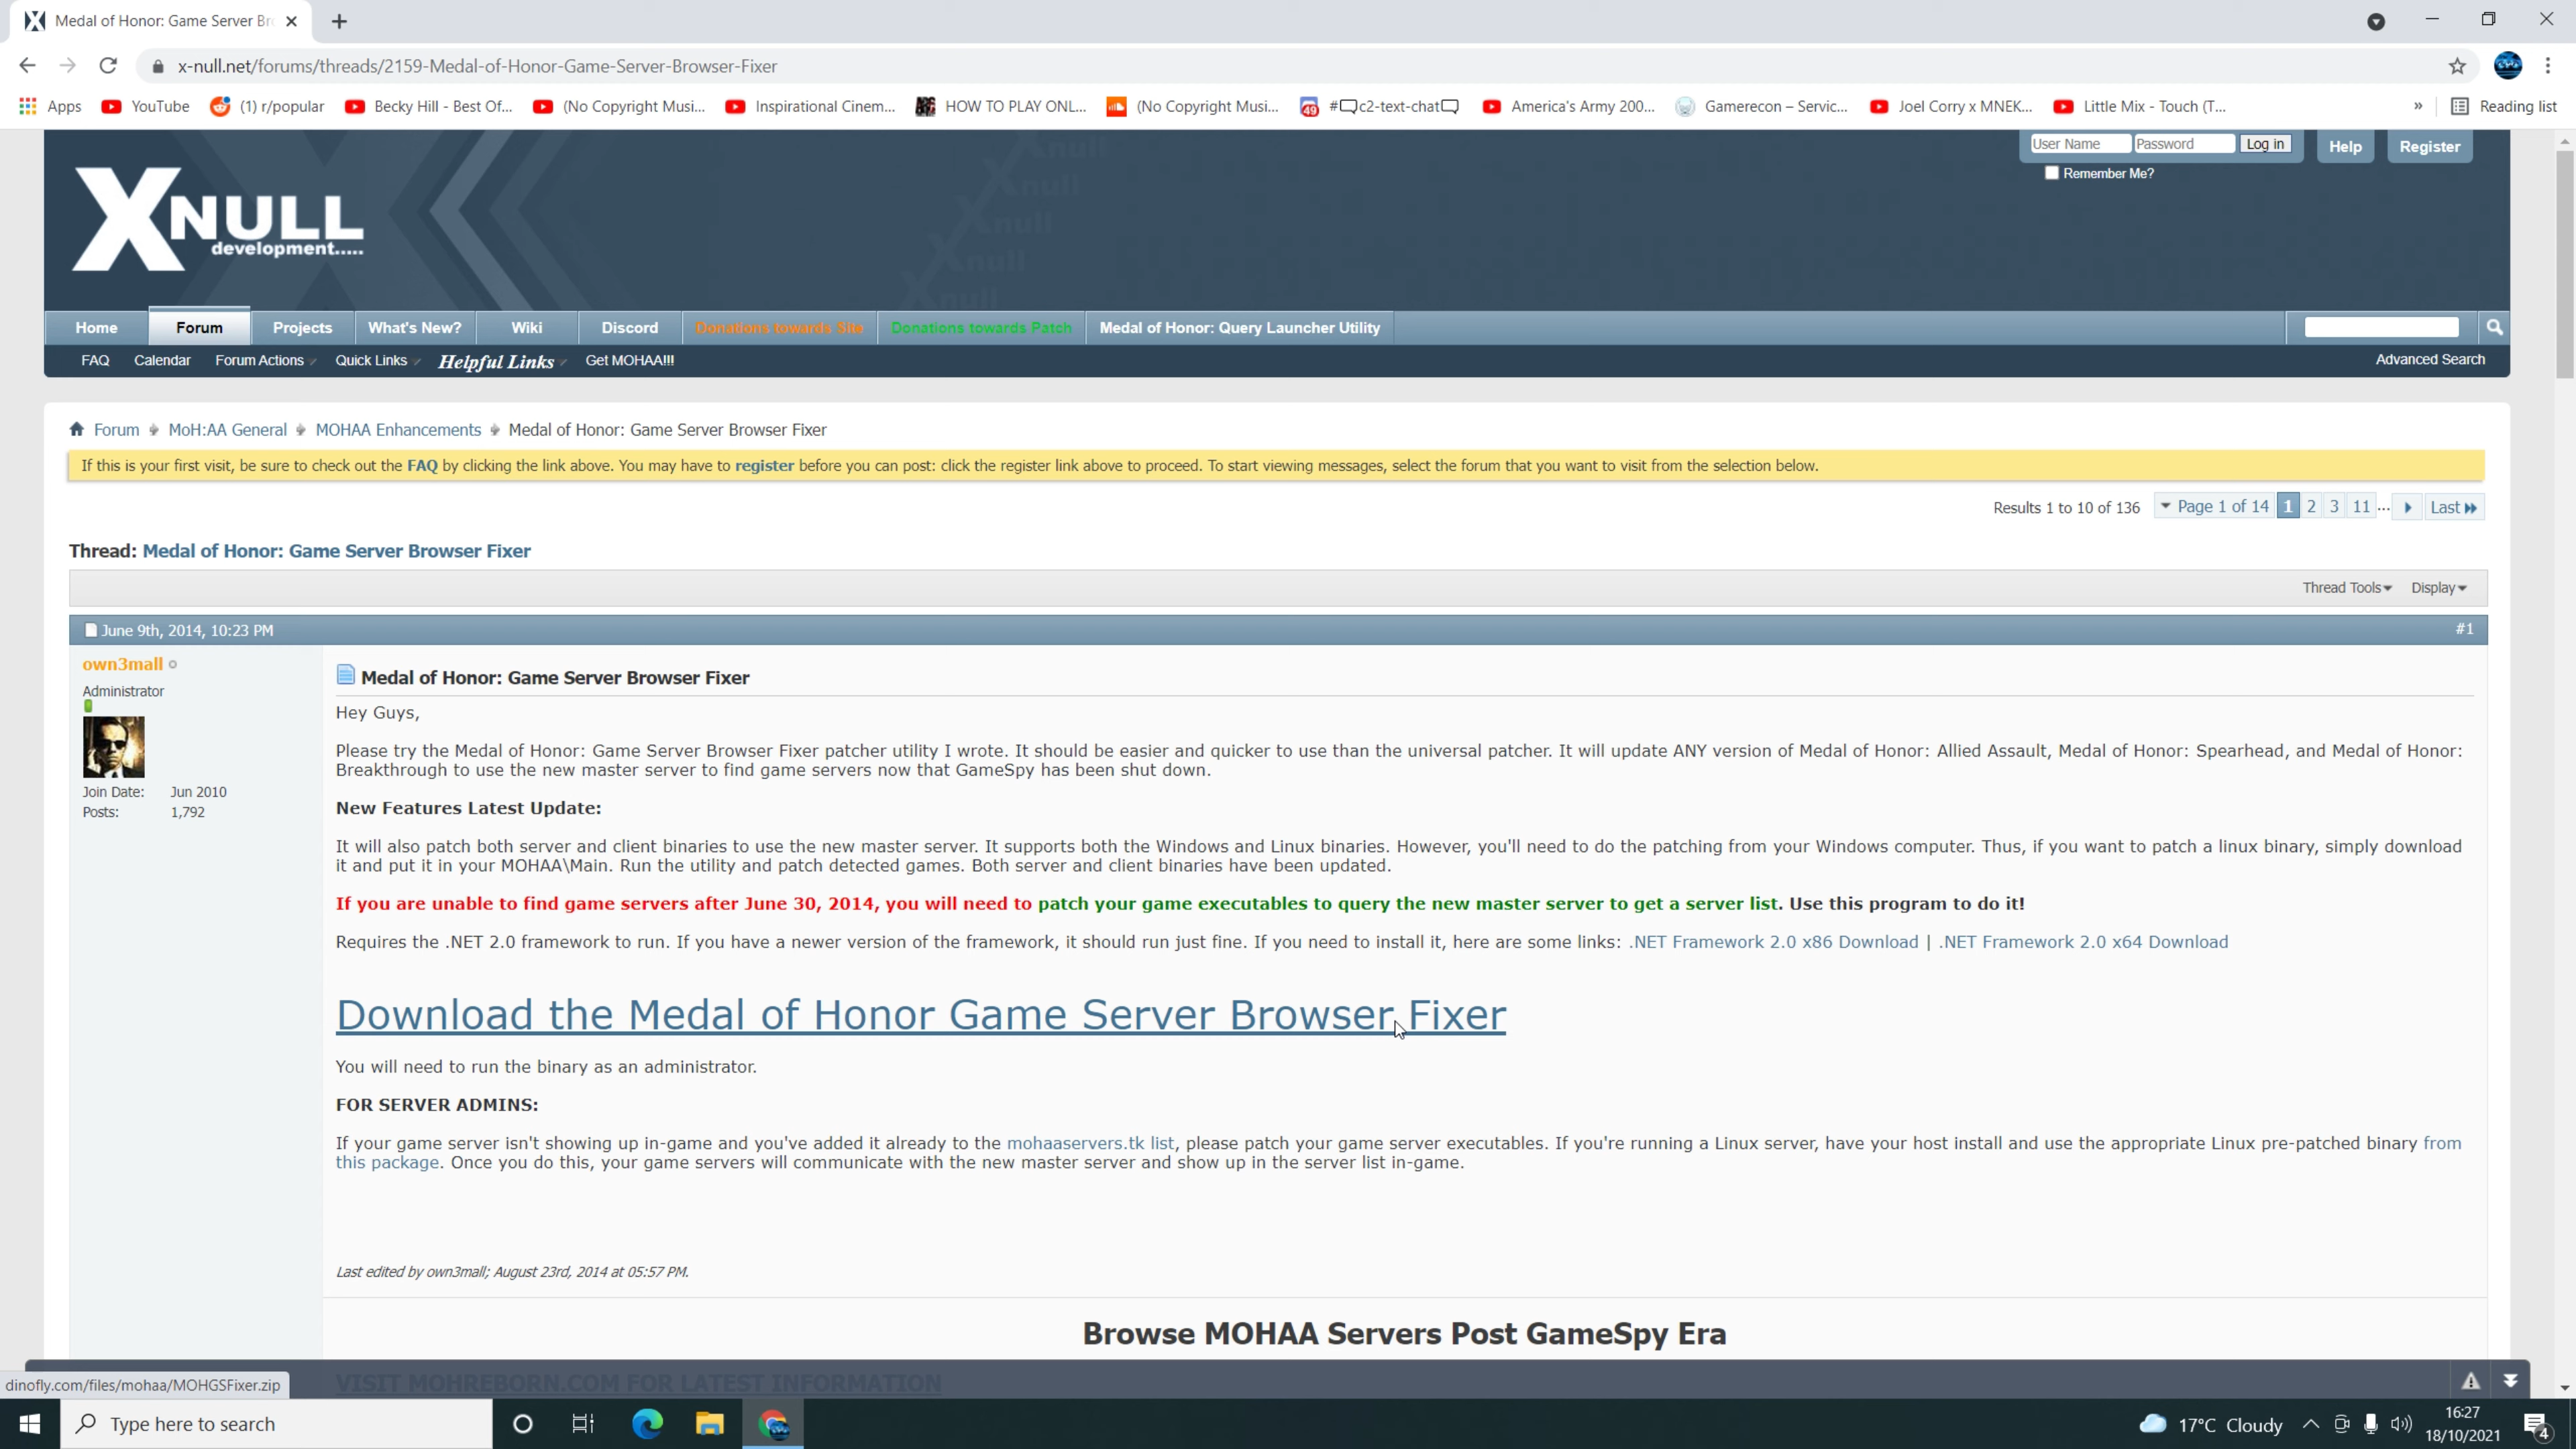 Medal of Honor: Game Server Br
x-null.net/forums/threads/2159-Medal-of-Honor-Game-Server-Browser-Fixer
Apps YouTube (1) r/popular Becky Hill - Best Of... (No Copyright Musi... Inspirational Cinem... HOW TO PLAY ONL... (No Copyright Musi... #🗨c2-text-chat🗨 America's Army 200... Gamerecon – Servic... Joel Corry x MNEK... Little Mix - Touch (T... » Reading list
User Name Password Log in Help Register
Remember Me?
XNULL
development.....
Home Forum Projects What's New? Wiki Discord Donations towards Site Donations towards Patch Medal of Honor: Query Launcher Utility
FAQ Calendar Forum Actions Quick Links Helpful Links Get MOHAA!!! Advanced Search
Forum MoH:AA General MOHAA Enhancements Medal of Honor: Game Server Browser Fixer
If this is your first visit, be sure to check out the FAQ by clicking the link above. You may have to register before you can post: click the register link above to proceed. To start viewing messages, select the forum that you want to visit from the selection below.
Results 1 to 10 of 136 Page 1 of 14 1 2 3 11 ... Last
Thread: Medal of Honor: Game Server Browser Fixer
Thread Tools Display
June 9th, 2014, 10:23 PM #1
own3mall
Administrator
Join Date: Jun 2010
Posts: 1,792
Medal of Honor: Game Server Browser Fixer
Hey Guys,
Please try the Medal of Honor: Game Server Browser Fixer patcher utility I wrote. It should be easier and quicker to use than the universal patcher. It will update ANY version of Medal of Honor: Allied Assault, Medal of Honor: Spearhead, and Medal of Honor:
Breakthrough to use the new master server to find game servers now that GameSpy has been shut down.
New Features Latest Update:
It will also patch both server and client binaries to use the new master server. It supports both the Windows and Linux binaries. However, you'll need to do the patching from your Windows computer. Thus, if you want to patch a linux binary, simply download
it and put it in your MOHAA\Main. Run the utility and patch detected games. Both server and client binaries have been updated.
If you are unable to find game servers after June 30, 2014, you will need to patch your game executables to query the new master server to get a server list. Use this program to do it!
Requires the .NET 2.0 framework to run. If you have a newer version of the framework, it should run just fine. If you need to install it, here are some links: .NET Framework 2.0 x86 Download | .NET Framework 2.0 x64 Download
Download the Medal of Honor Game Server Browser Fixer
You will need to run the binary as an administrator.
FOR SERVER ADMINS:
If your game server isn't showing up in-game and you've added it already to the mohaaservers.tk list, please patch your game server executables. If you're running a Linux server, have your host install and use the appropriate Linux pre-patched binary from
this package. Once you do this, your game servers will communicate with the new master server and show up in the server list in-game.
Last edited by own3mall; August 23rd, 2014 at 05:57 PM.
Browse MOHAA Servers Post GameSpy Era
VISIT MOHREBORN.COM FOR LATEST INFORMATION
dinofly.com/files/mohaa/MOHGSFixer.zip
Type here to search
17°C Cloudy
16:27
18/10/2021
4